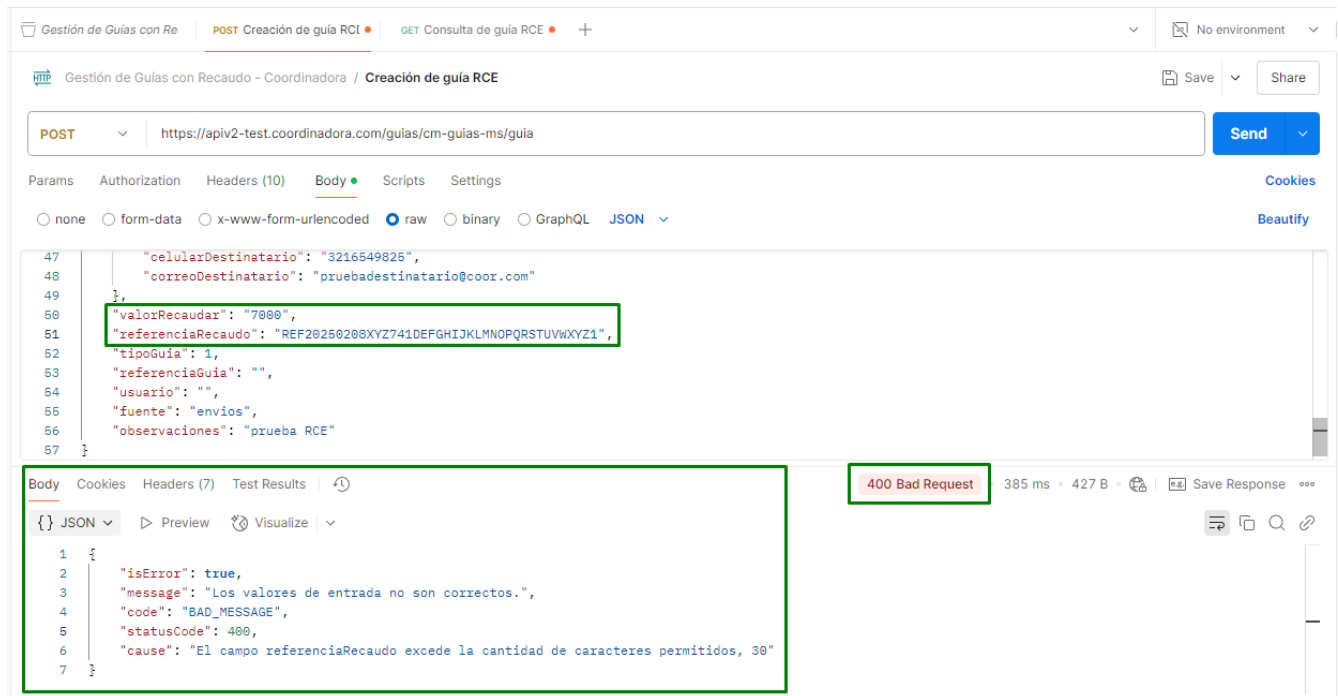 Gestión de Guías con Re POST Creación de guía RCI GET Consulta de guía RCE No environment
HTTP Gestión de Guías con Recaudo - Coordinadora / Creación de guía RCE Save Share
POST https://apiv2-test.coordinadora.com/guias/cm-guias-ms/guia Send
Params Authorization Headers (10) Body Scripts Settings Cookies
none form-data x-www-form-urlencoded raw binary GraphQL JSON Beautify
47 "celularDestinatario": "3216549825",
48 "correoDestinatario": "pruebadestinatario@coor.com"
49 },
50 "valorRecaudar": "7000",
51 "referenciaRecaudo": "REF20250208XYZ741DEFGHIJKLMNOPQRSTUVWXYZ1",
52 "tipoGuia": 1,
53 "referenciaGuia": "",
54 "usuario": "",
55 "fuente": "envios",
56 "observaciones": "prueba RCE"
57 }
Body Cookies Headers (7) Test Results 400 Bad Request 385 ms 427 B e.g. Save Response
{} JSON Preview Visualize
1 {
2 "isError": true,
3 "message": "Los valores de entrada no son correctos.",
4 "code": "BAD_MESSAGE",
5 "statusCode": 400,
6 "cause": "El campo referenciaRecaudo excede la cantidad de caracteres permitidos, 30"
7 }